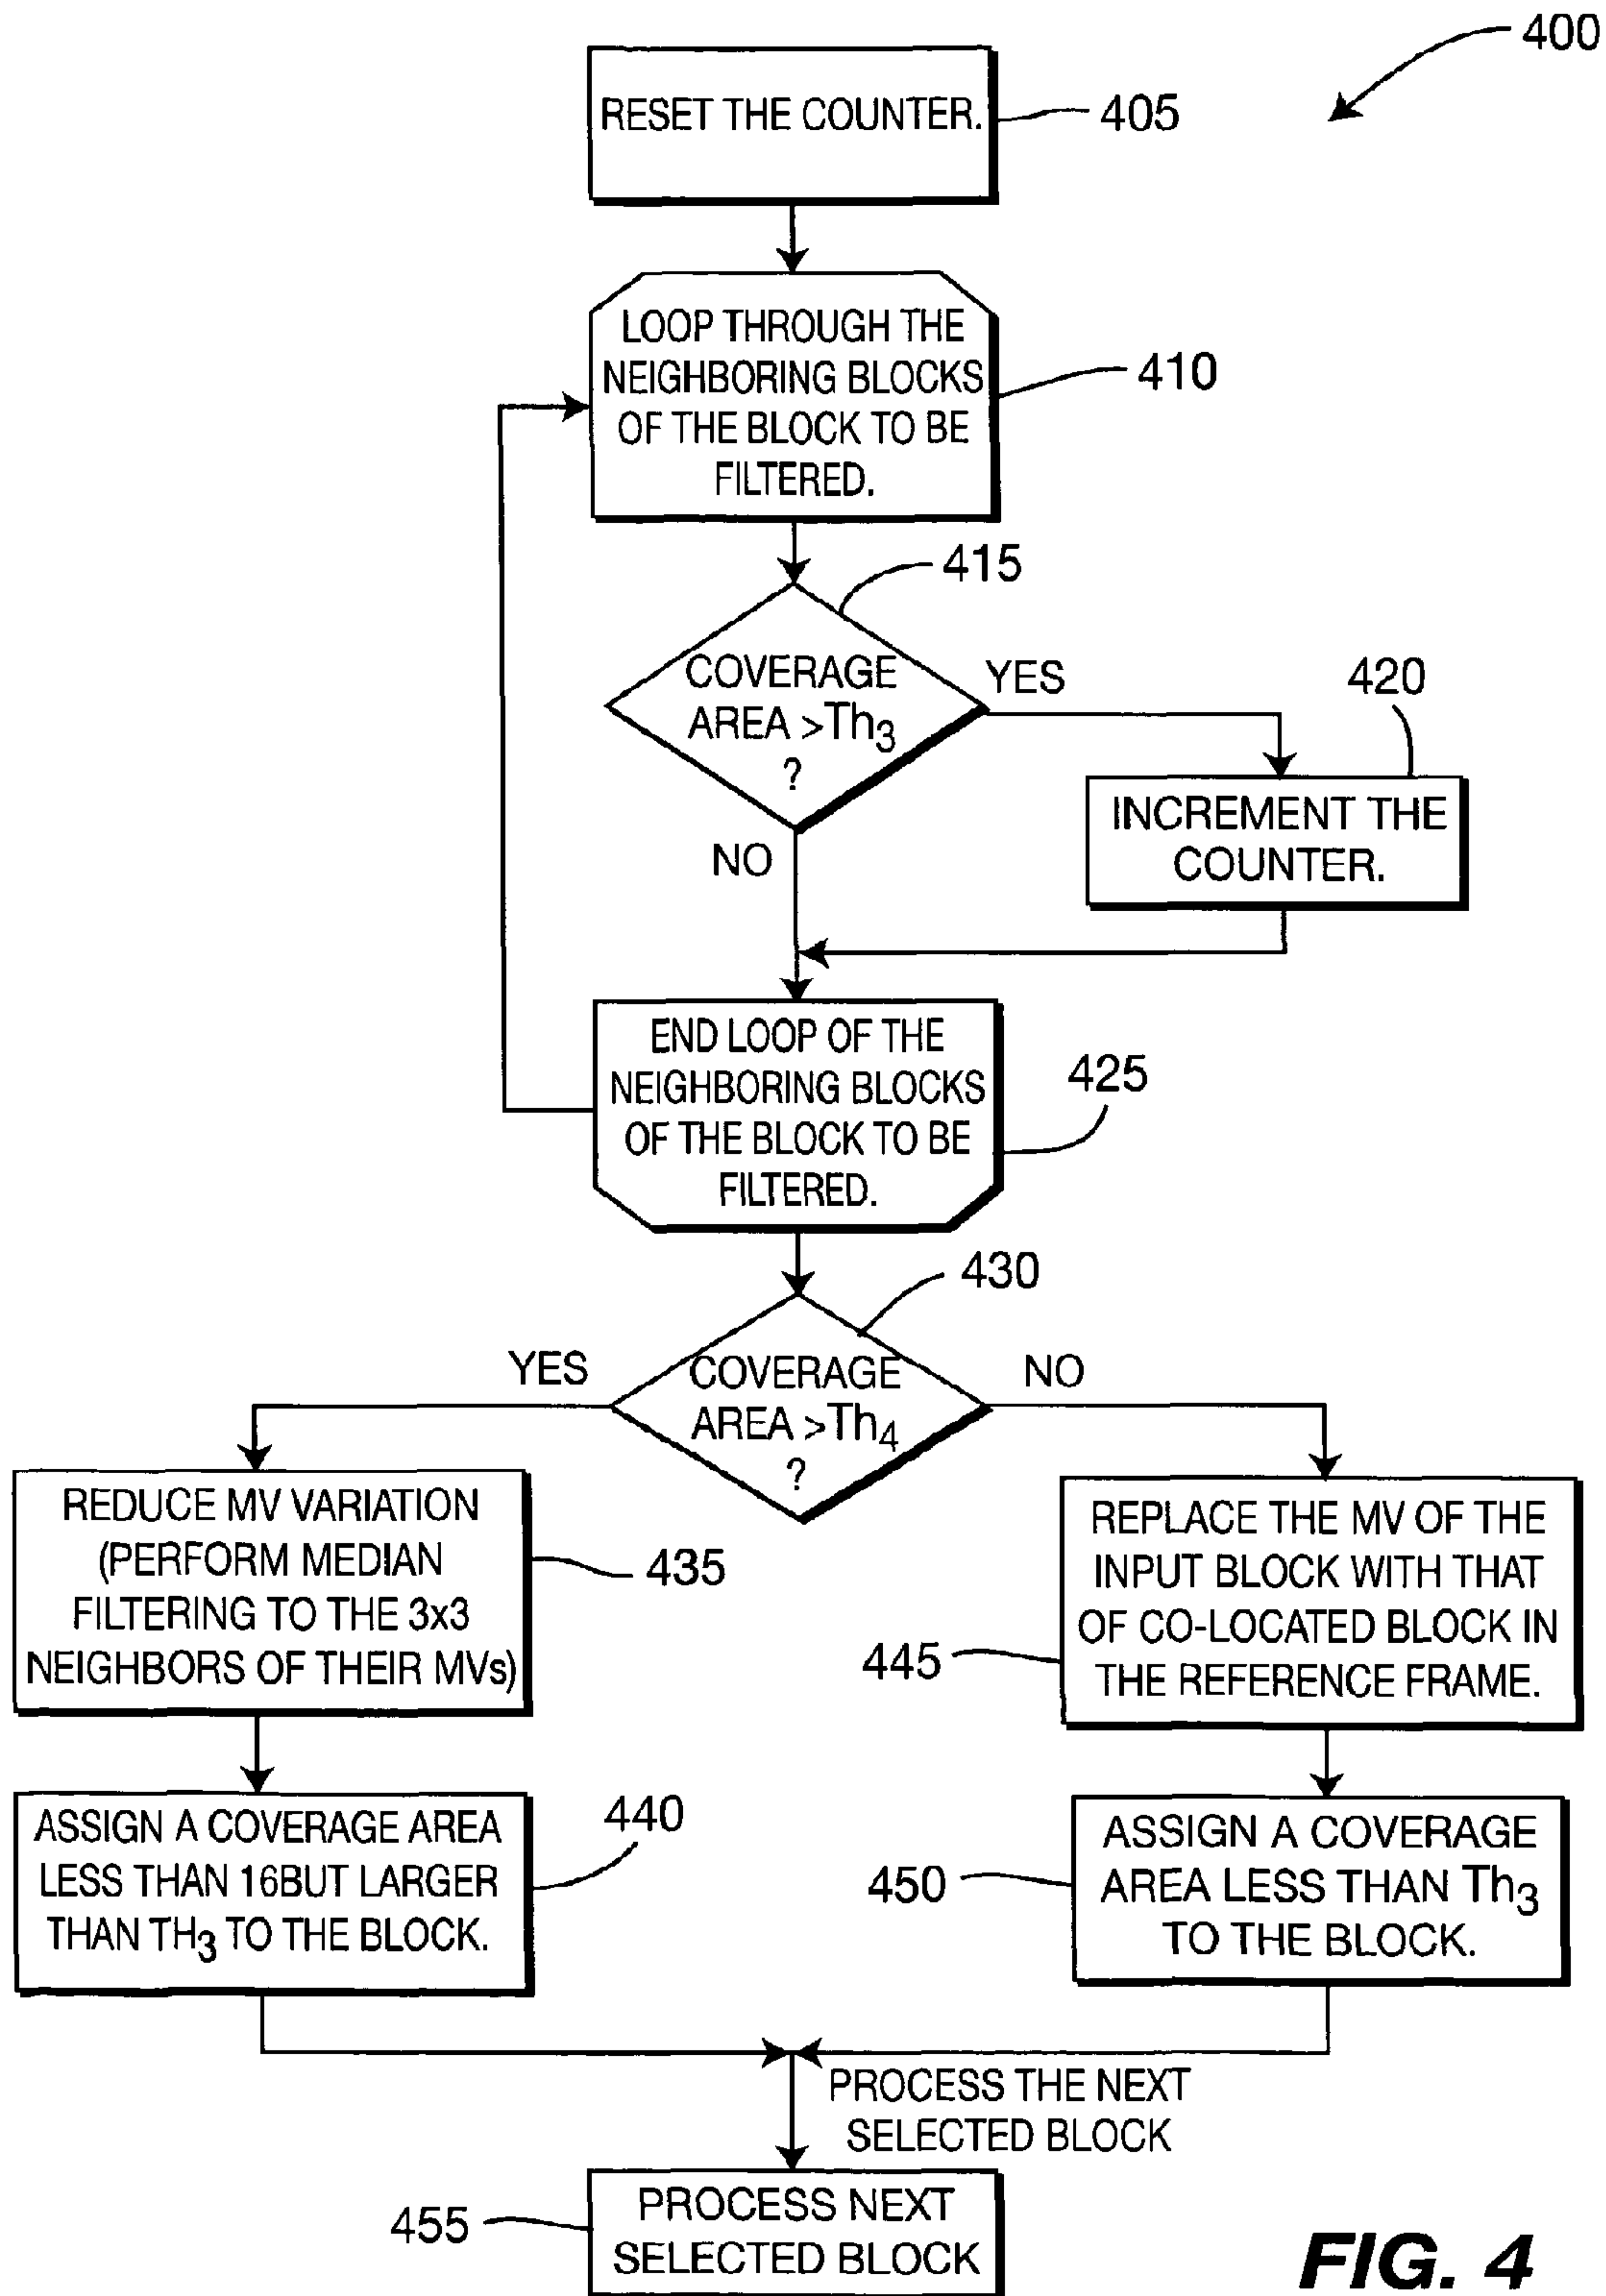 400
RESET THE COUNTER.
405
LOOP THROUGH THE
NEIGHBORING BLOCKS
OF THE BLOCK TO BE
FILTERED.
410
415
COVERAGE
AREA >Th3
?
YES
NO
420
INCREMENT THE
COUNTER.
END LOOP OF THE
NEIGHBORING BLOCKS
OF THE BLOCK TO BE
FILTERED.
425
430
COVERAGE
AREA >Th4
?
YES
NO
REDUCE MV VARIATION
(PERFORM MEDIAN
FILTERING TO THE 3x3
NEIGHBORS OF THEIR MVs)
435
REPLACE THE MV OF THE
INPUT BLOCK WITH THAT
OF CO-LOCATED BLOCK IN
THE REFERENCE FRAME.
445
ASSIGN A COVERAGE AREA
LESS THAN 16BUT LARGER
THAN TH3 TO THE BLOCK.
440
ASSIGN A COVERAGE
AREA LESS THAN Th3
TO THE BLOCK.
450
PROCESS THE NEXT
SELECTED BLOCK
PROCESS NEXT
SELECTED BLOCK
455
FIG. 4